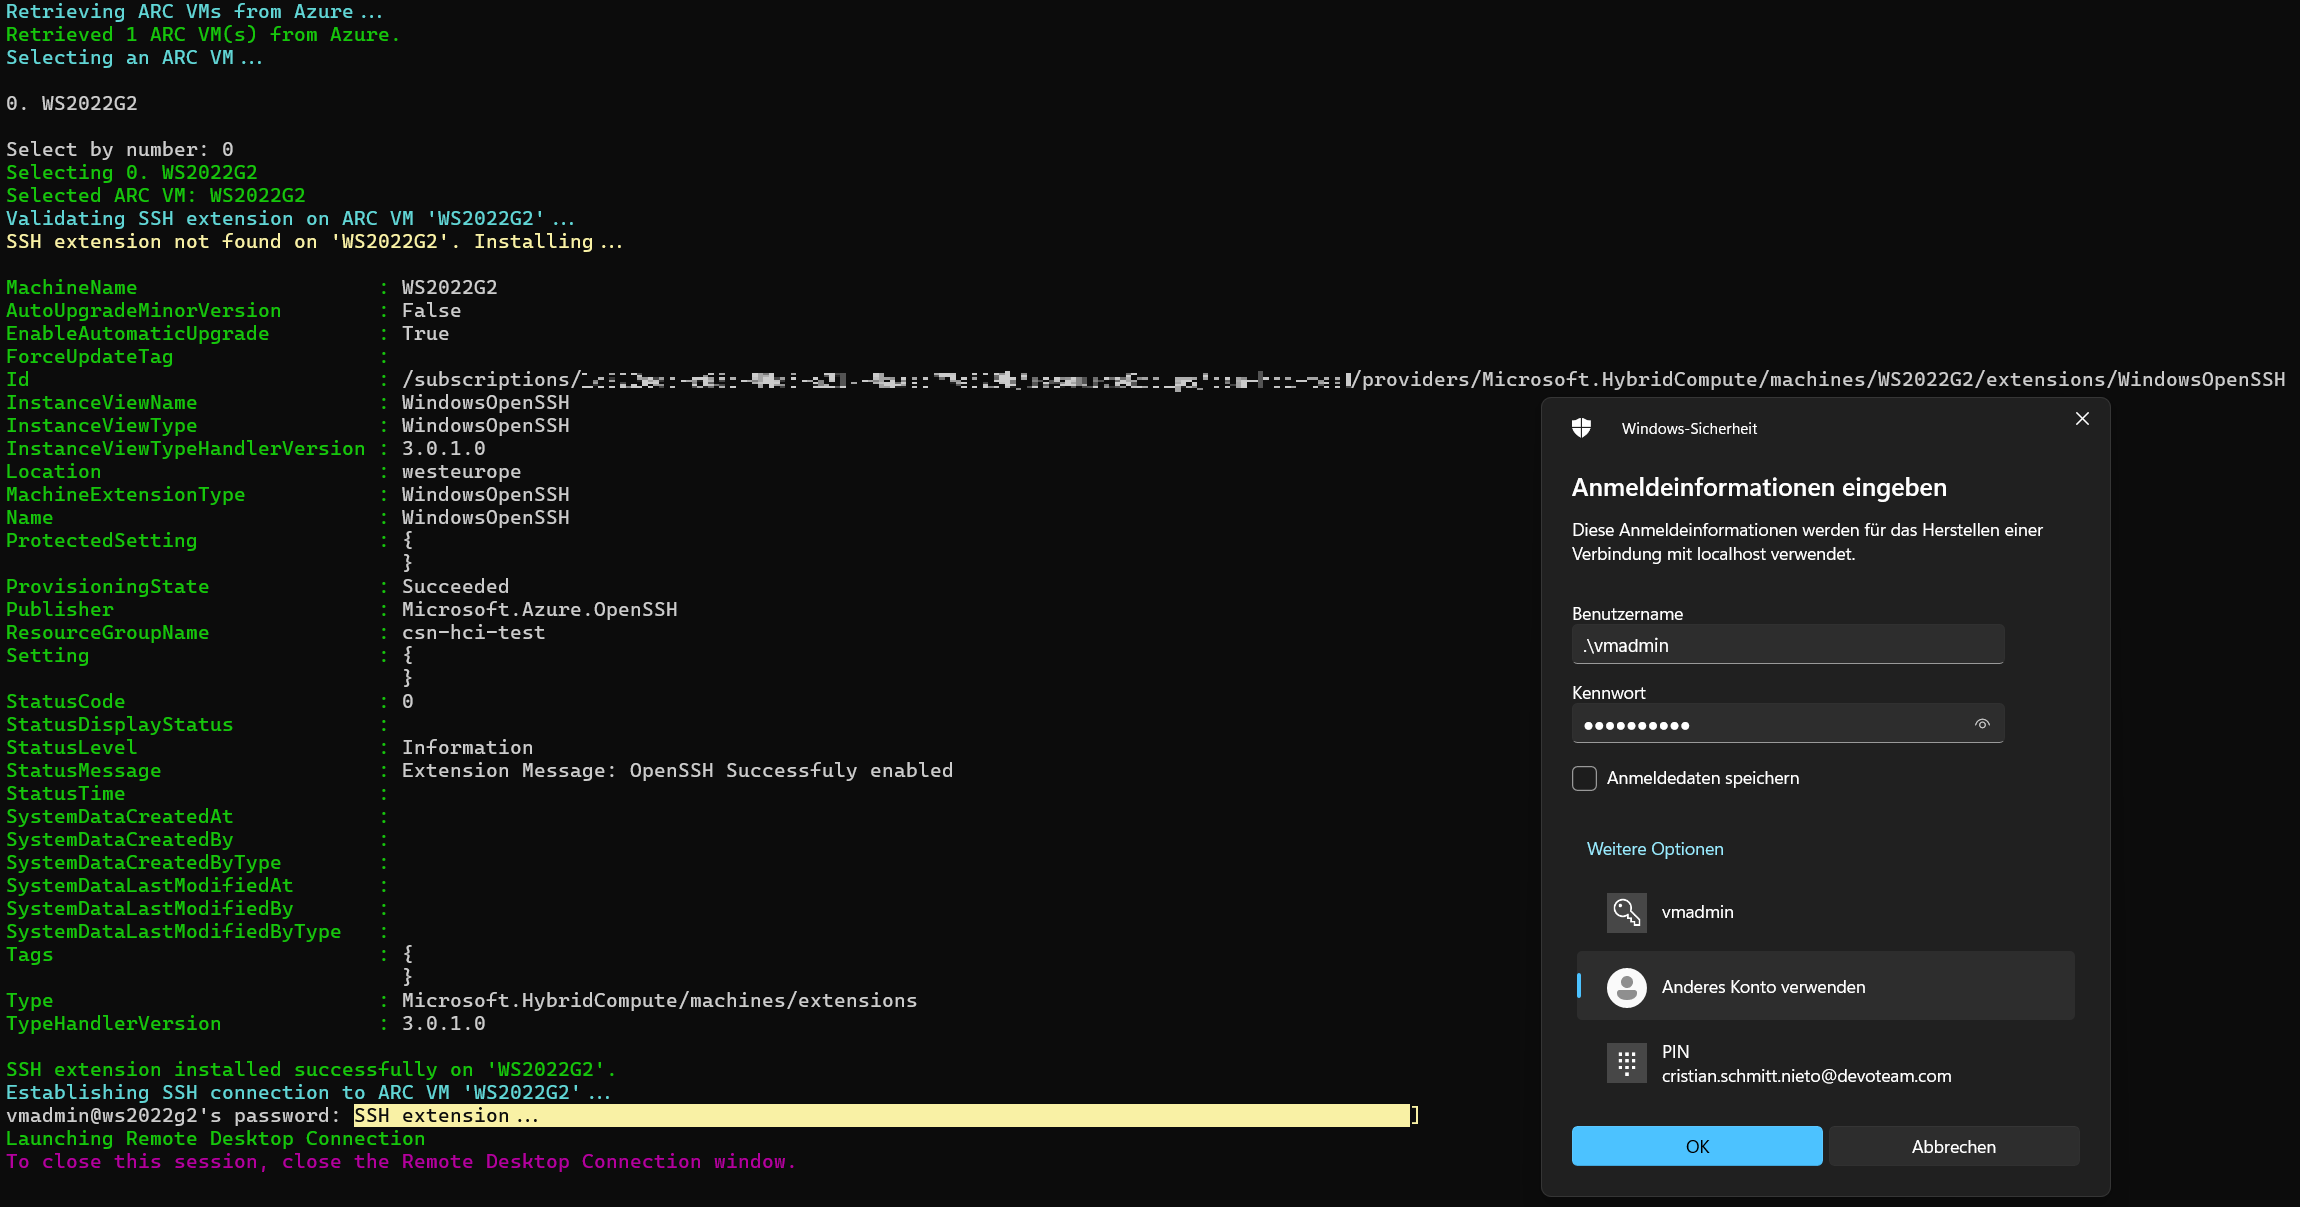 Retrieving ARC VMs from Azure...
Retrieved 1 ARC VM(s) from Azure.
Selecting an ARC VM...
0. WS2022G2
Select by number: 0
Selecting 0. WS2022G2
Selected ARC VM: WS2022G2
Validating SSH extension on ARC VM 'WS2022G2'...
SSH extension not found on 'WS2022G2'. Installing...
MachineName : WS2022G2
AutoUpgradeMinorVersion : False
EnableAutomaticUpgrade : True
ForceUpdateTag :
Id : /subscriptions/ /providers/Microsoft.HybridCompute/machines/WS2022G2/extensions/WindowsOpenSSH
InstanceViewName : WindowsOpenSSH
InstanceViewType : WindowsOpenSSH
InstanceViewTypeHandlerVersion : 3.0.1.0
Location : westeurope
MachineExtensionType : WindowsOpenSSH
Name : WindowsOpenSSH
ProtectedSetting : {
}
ProvisioningState : Succeeded
Publisher : Microsoft.Azure.OpenSSH
ResourceGroupName : csn-hci-test
Setting : {
}
StatusCode : 0
StatusDisplayStatus :
StatusLevel : Information
StatusMessage : Extension Message: OpenSSH Successfuly enabled
StatusTime :
SystemDataCreatedAt :
SystemDataCreatedBy :
SystemDataCreatedByType :
SystemDataLastModifiedAt :
SystemDataLastModifiedBy :
SystemDataLastModifiedByType :
Tags : {
}
Type : Microsoft.HybridCompute/machines/extensions
TypeHandlerVersion : 3.0.1.0
SSH extension installed successfully on 'WS2022G2'.
Establishing SSH connection to ARC VM 'WS2022G2'...
vmadmin@ws2022g2's password: SSH extension... ]
Launching Remote Desktop Connection
To close this session, close the Remote Desktop Connection window.
Windows-Sicherheit
Anmeldeinformationen eingeben
Diese Anmeldeinformationen werden für das Herstellen einer
Verbindung mit localhost verwendet.
Benutzername
.\vmadmin
Kennwort
●●●●●●●●●●
Anmeldedaten speichern
Weitere Optionen
vmadmin
Anderes Konto verwenden
PIN
cristian.schmitt.nieto@devoteam.com
OK
Abbrechen